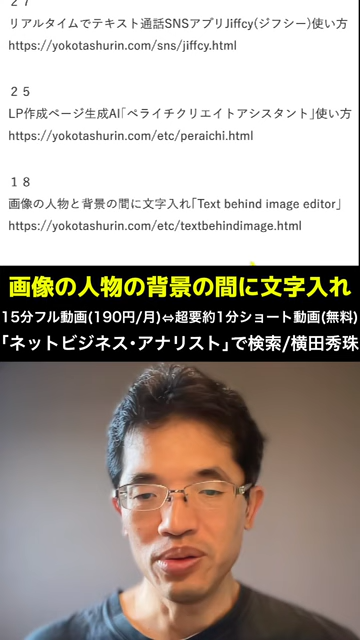 ２７
リアルタイムでテキスト通話SNSアプリJiffcy(ジフシー)使い方
https://yokotashurin.com/sns/jiffcy.html
２５
LP作成ページ生成AI｢ペライチクリエイトアシスタント｣使い方
https://yokotashurin.com/etc/peraichi.html
１８
画像の人物と背景の間に文字入れ｢Text behind image editor｣
https://yokotashurin.com/etc/textbehindimage.html
画像の人物の背景の間に文字入れ
15分フル動画(190円/月)⇔超要約1分ショート動画(無料)
｢ネットビジネス･アナリスト｣で検索/横田秀珠